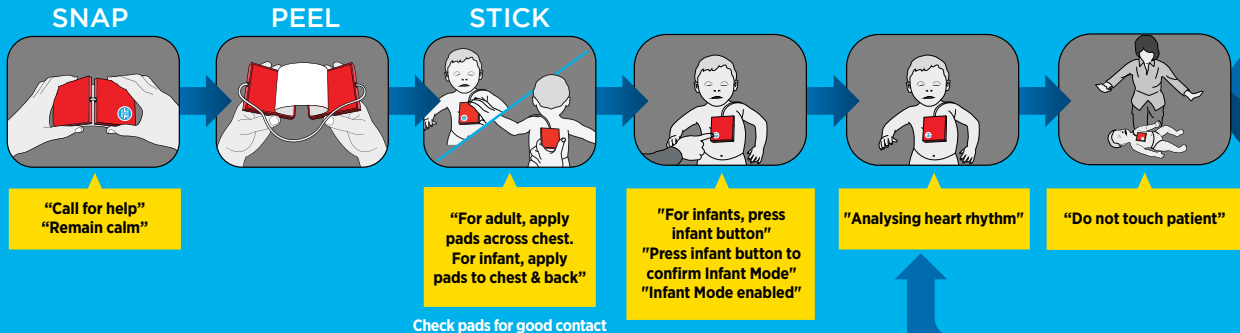 SNAP
PEEL
STICK
“Call for help”
“Remain calm”
“For adult, apply
pads across chest.
For infant, apply
pads to chest & back”
Check pads for good contact
"For infants, press
infant button"
"Press infant button to
confirm Infant Mode"
"Infant Mode enabled"
"Analysing heart rhythm"
“Do not touch patient”